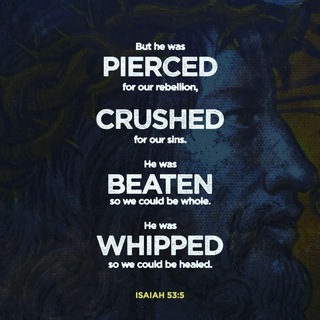 But he was
PIERCED
for our rebellion,
CRUSHED
for our sins.
He was
BEATEN
so we could be whole.
He was
WHIPPED
so we could be healed.
ISAIAH 53:5